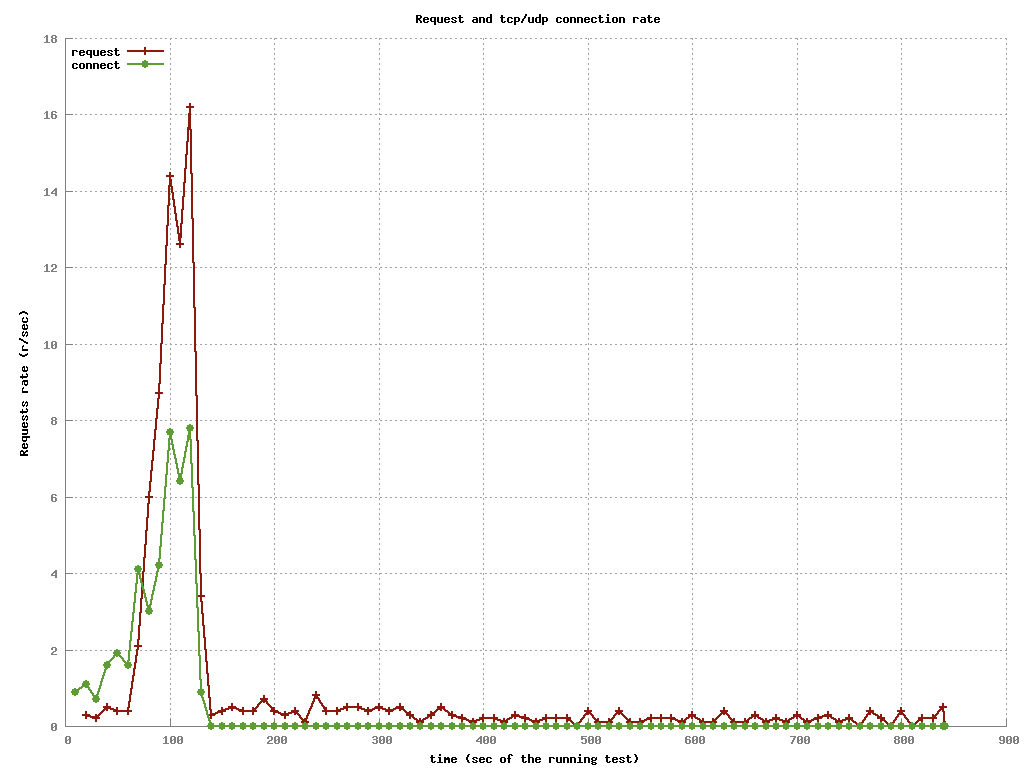 Request and tcp/udp connection rate
request
connect
18
16
14
12
10
8
6
4
2
0
Requests rate (r/sec)
0 100 200 300 400 500 600 700 800 900
time (sec of the running test)